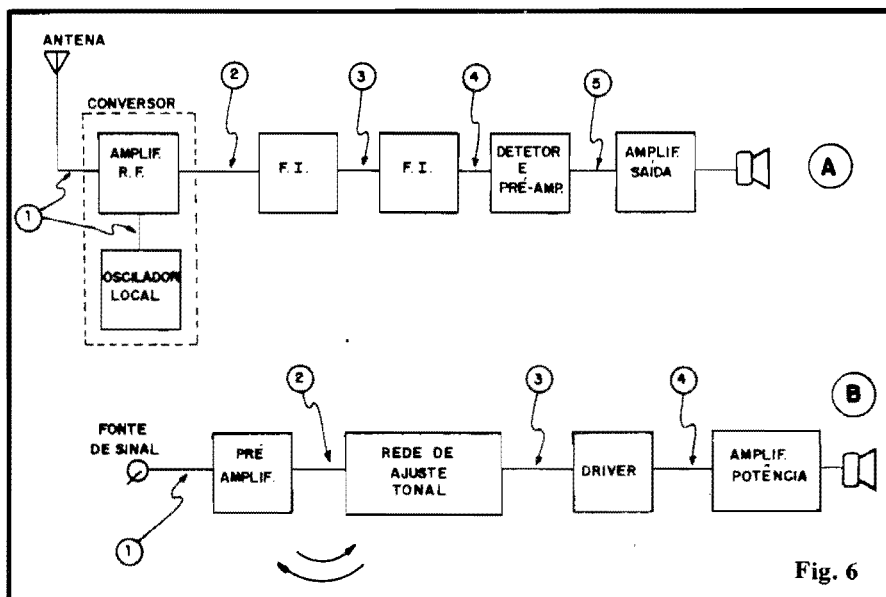 ANTENA
CONVERSOR
AMPLIF.
R. F.
OSCILADOR
LOCAL
1
2
F. I.
3
F. I.
4
DETETOR
E
PRÉ-AMP.
5
AMPLIF.
SAÍDA
A
FONTE
DE SINAL
1
PRÉ
AMPLIF.
2
REDE DE
AJUSTE
TONAL
3
DRIVER
4
AMPLIF.
POTÊNCIA
B
Fig. 6